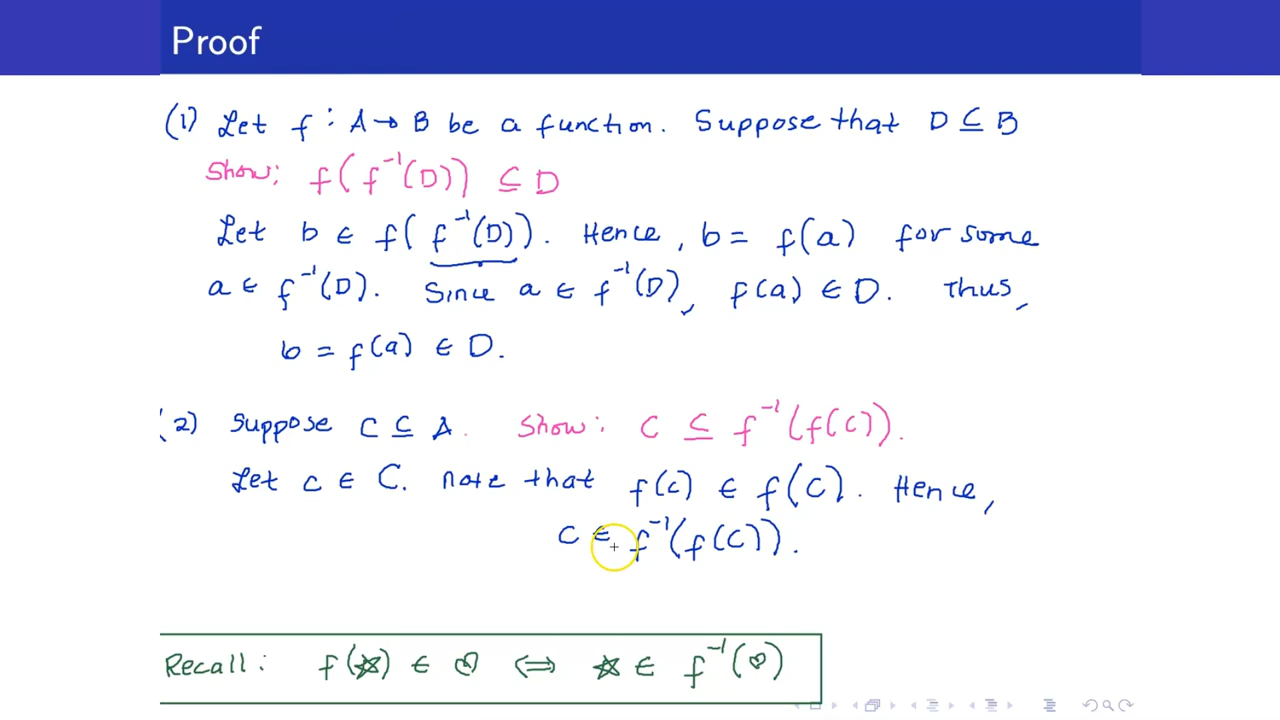 Proof
(1) Let f : A → B be a function. Suppose that D ⊆ B
Show: f(f⁻¹(D)) ⊆ D
Let b ∈ f(f⁻¹(D)). Hence, b = f(a) for some
a ∈ f⁻¹(D). Since a ∈ f⁻¹(D), f(a) ∈ D. Thus,
b = f(a) ∈ D.
(2) Suppose C ⊆ A. Show: C ⊆ f⁻¹(f(C)).
Let c ∈ C. Note that f(c) ∈ f(C). Hence,
c ∈ f⁻¹(f(C)).
Recall: f(☆) ∈ ♡ ⟺ ☆ ∈ f⁻¹(♡)